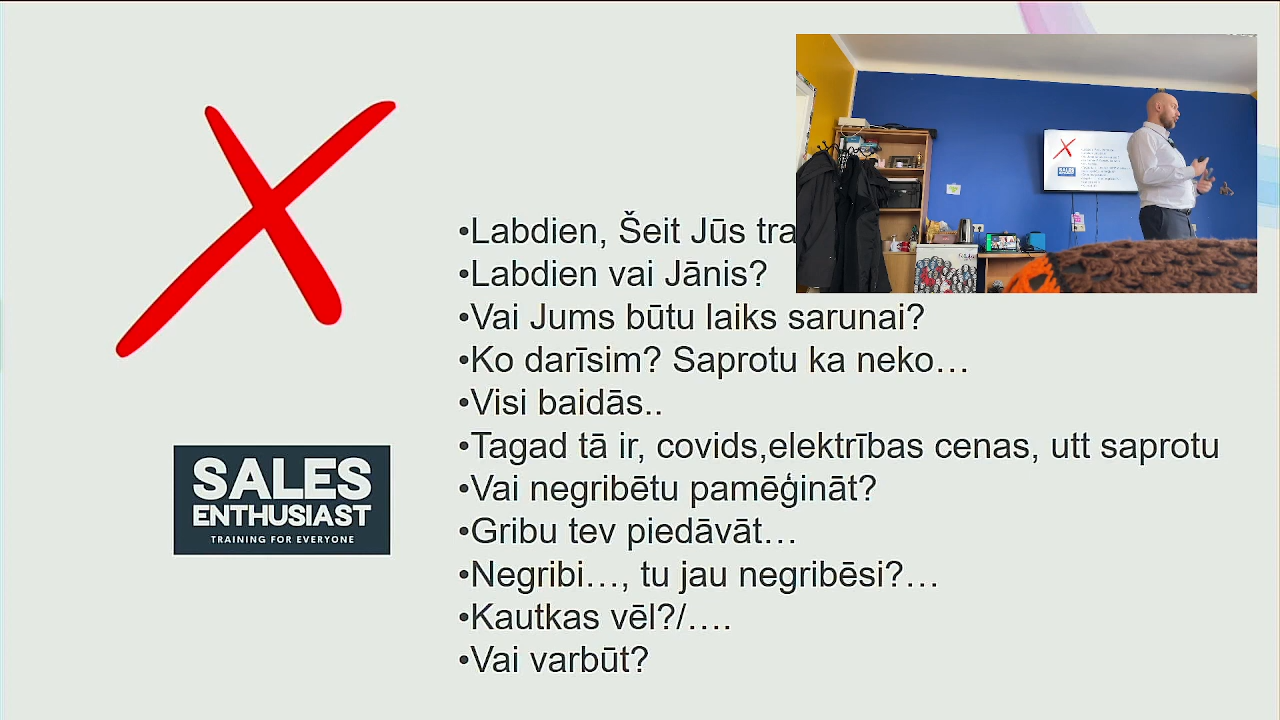 •Labdien, Šeit Jūs
•Labdien vai Jānis?
•Vai Jums būtu laiks sarunai?
•Ko darīsim? Saprotu ka neko…
•Visi baidās..
•Tagad tā ir, covids,elektrības cenas, utt saprotu
•Vai negribētu pamēģināt?
•Gribu tev piedāvāt…
•Negribi…, tu jau negribēsi?…
•Kautkas vēl?/….
•Vai varbūt?
SALES
ENTHUSIAST
TRAINING FOR EVERYONE